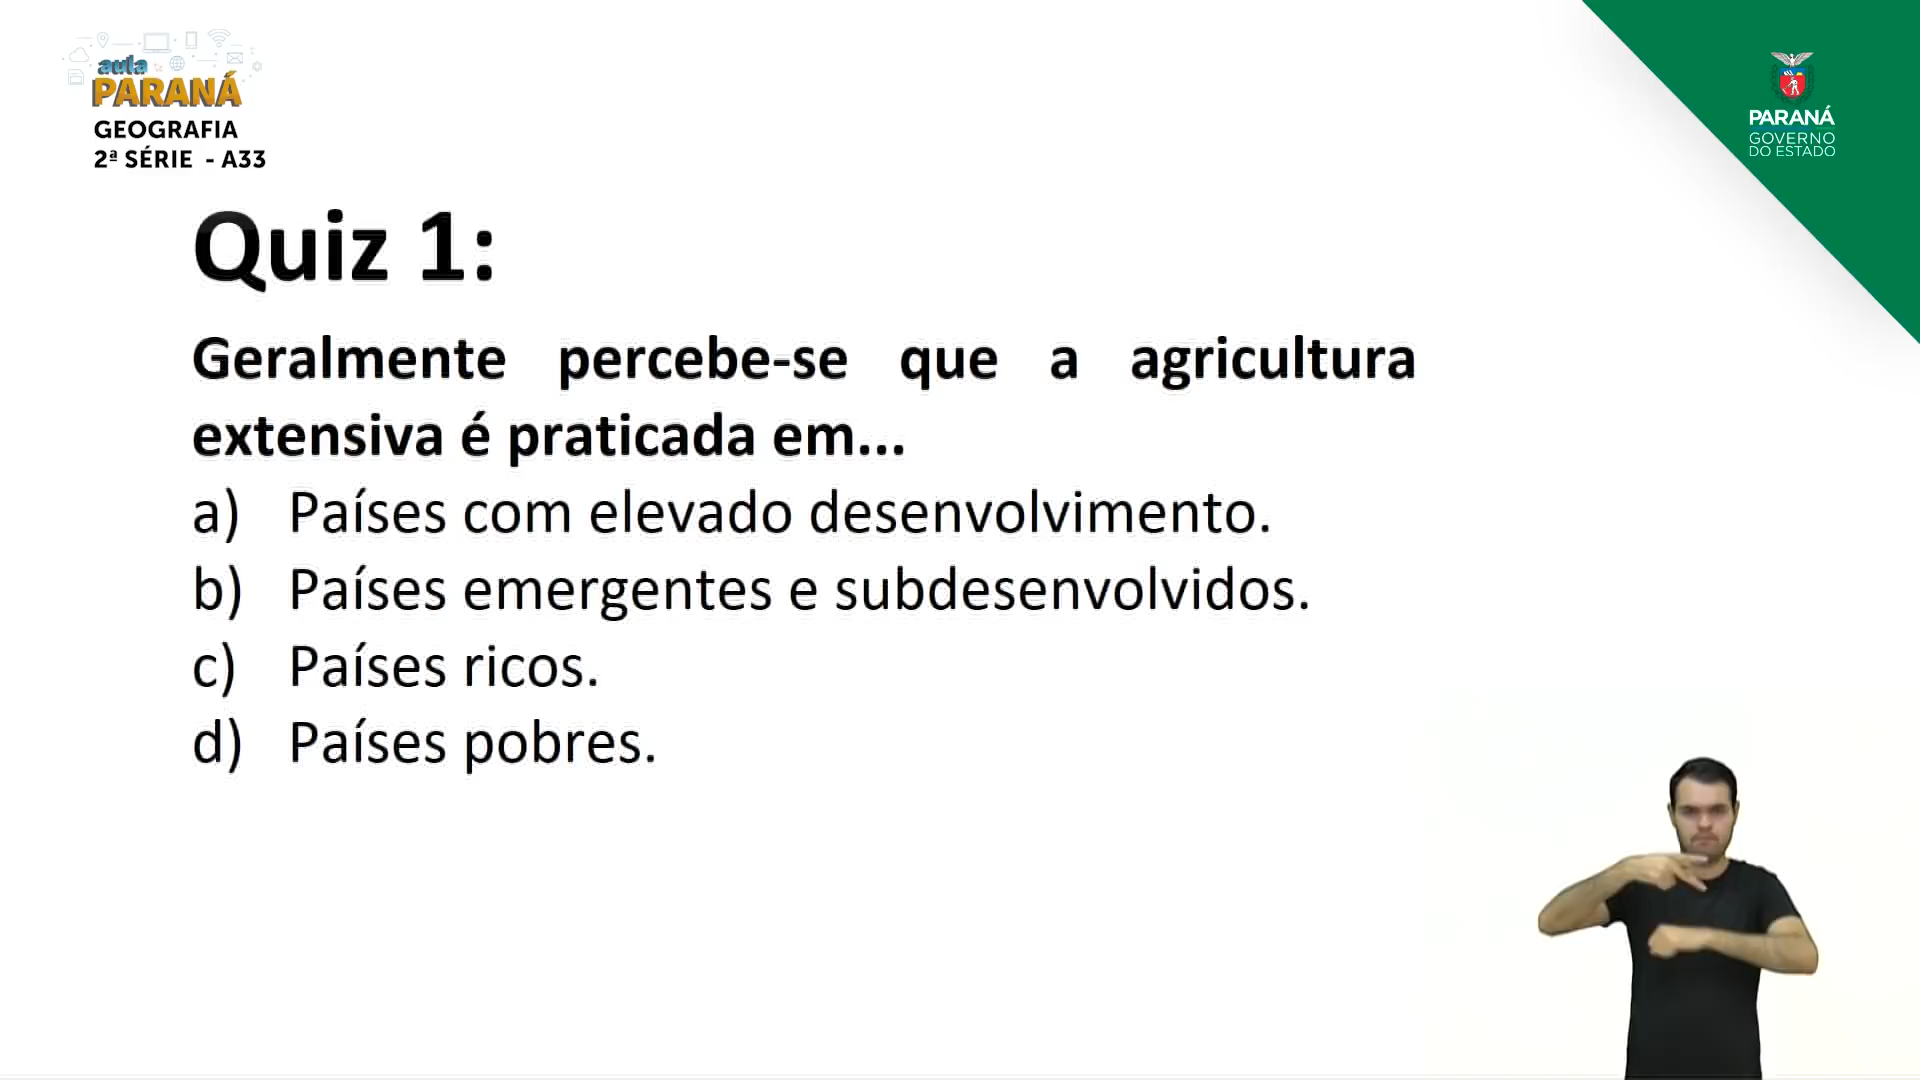 aula
PARANÁ
GEOGRAFIA
2ª SÉRIE - A33
PARANÁ
GOVERNO
DO ESTADO
Quiz 1:
Geralmente percebe-se que a agricultura
extensiva é praticada em...
a) Países com elevado desenvolvimento.
b) Países emergentes e subdesenvolvidos.
c) Países ricos.
d) Países pobres.